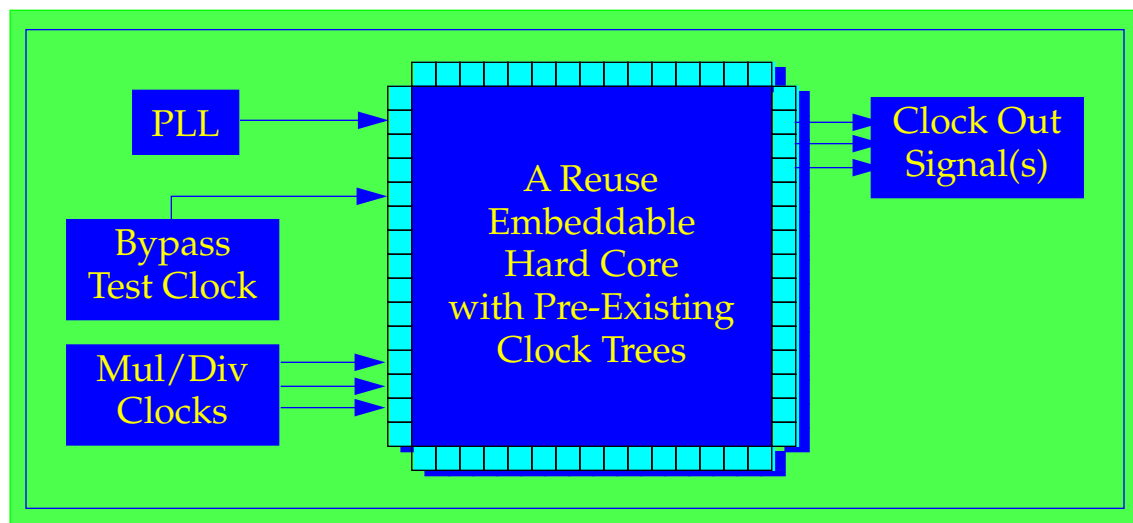 PLL
Bypass
Test Clock
Mul/Div
Clocks
A Reuse
Embeddable
Hard Core
with Pre-Existing
Clock Trees
Clock Out
Signal(s)